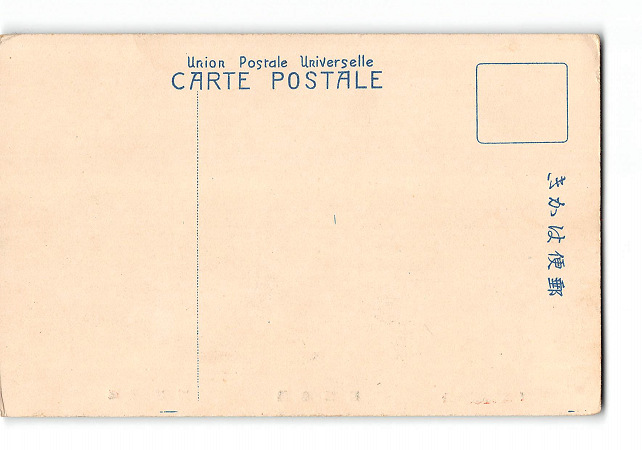 Union Postale Universelle
CARTE POSTALE
きかは便郵